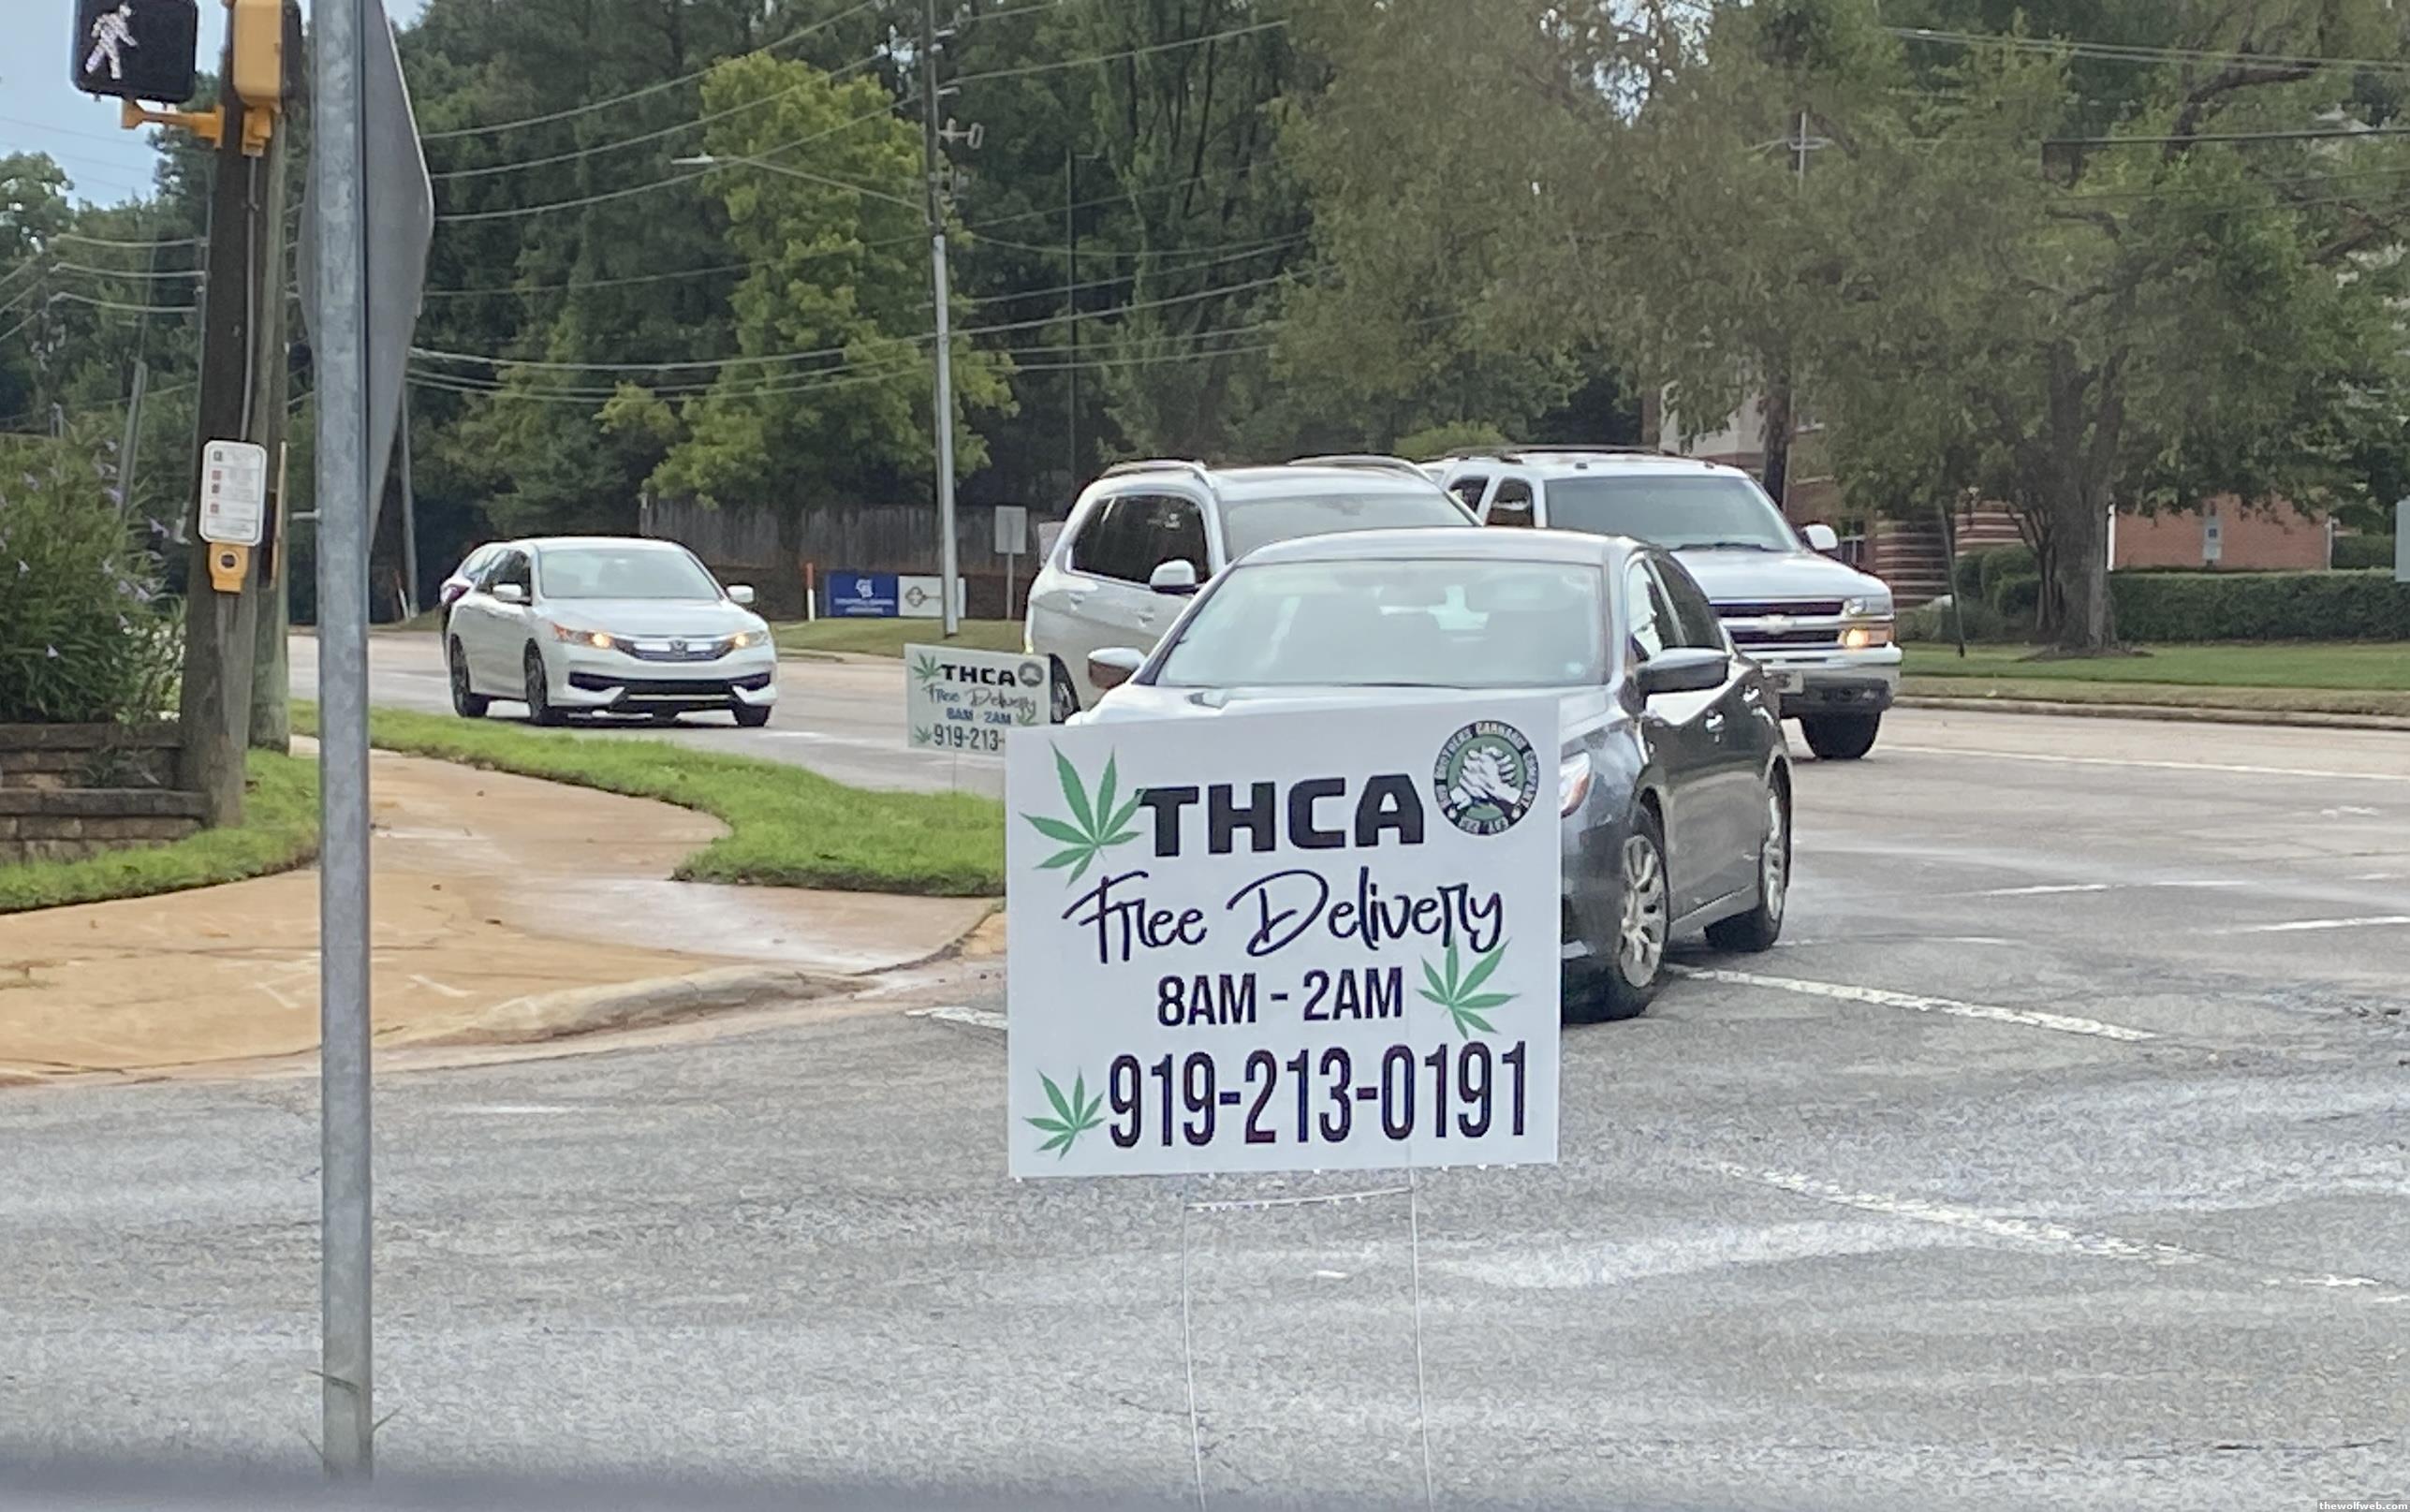 THCA
Free Delivery
8AM - 2AM
919-213-0191
THCA
Free Delivery
8AM - 2AM
919-213-
thewolfweb.com